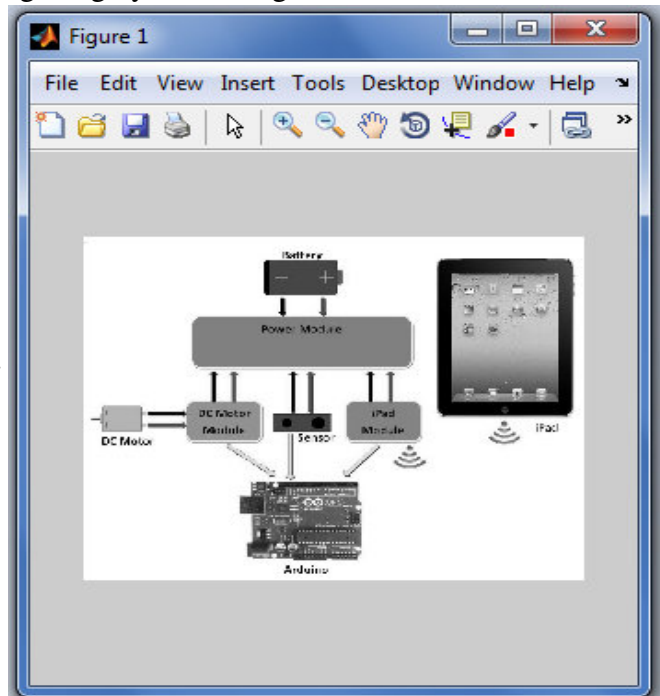 Figure 1
File Edit View Insert Tools Desktop Window Help
Battery
Power Module
DC Motor
Module
Sensor
iPad
Module
DC Motor
iPad
Arduino